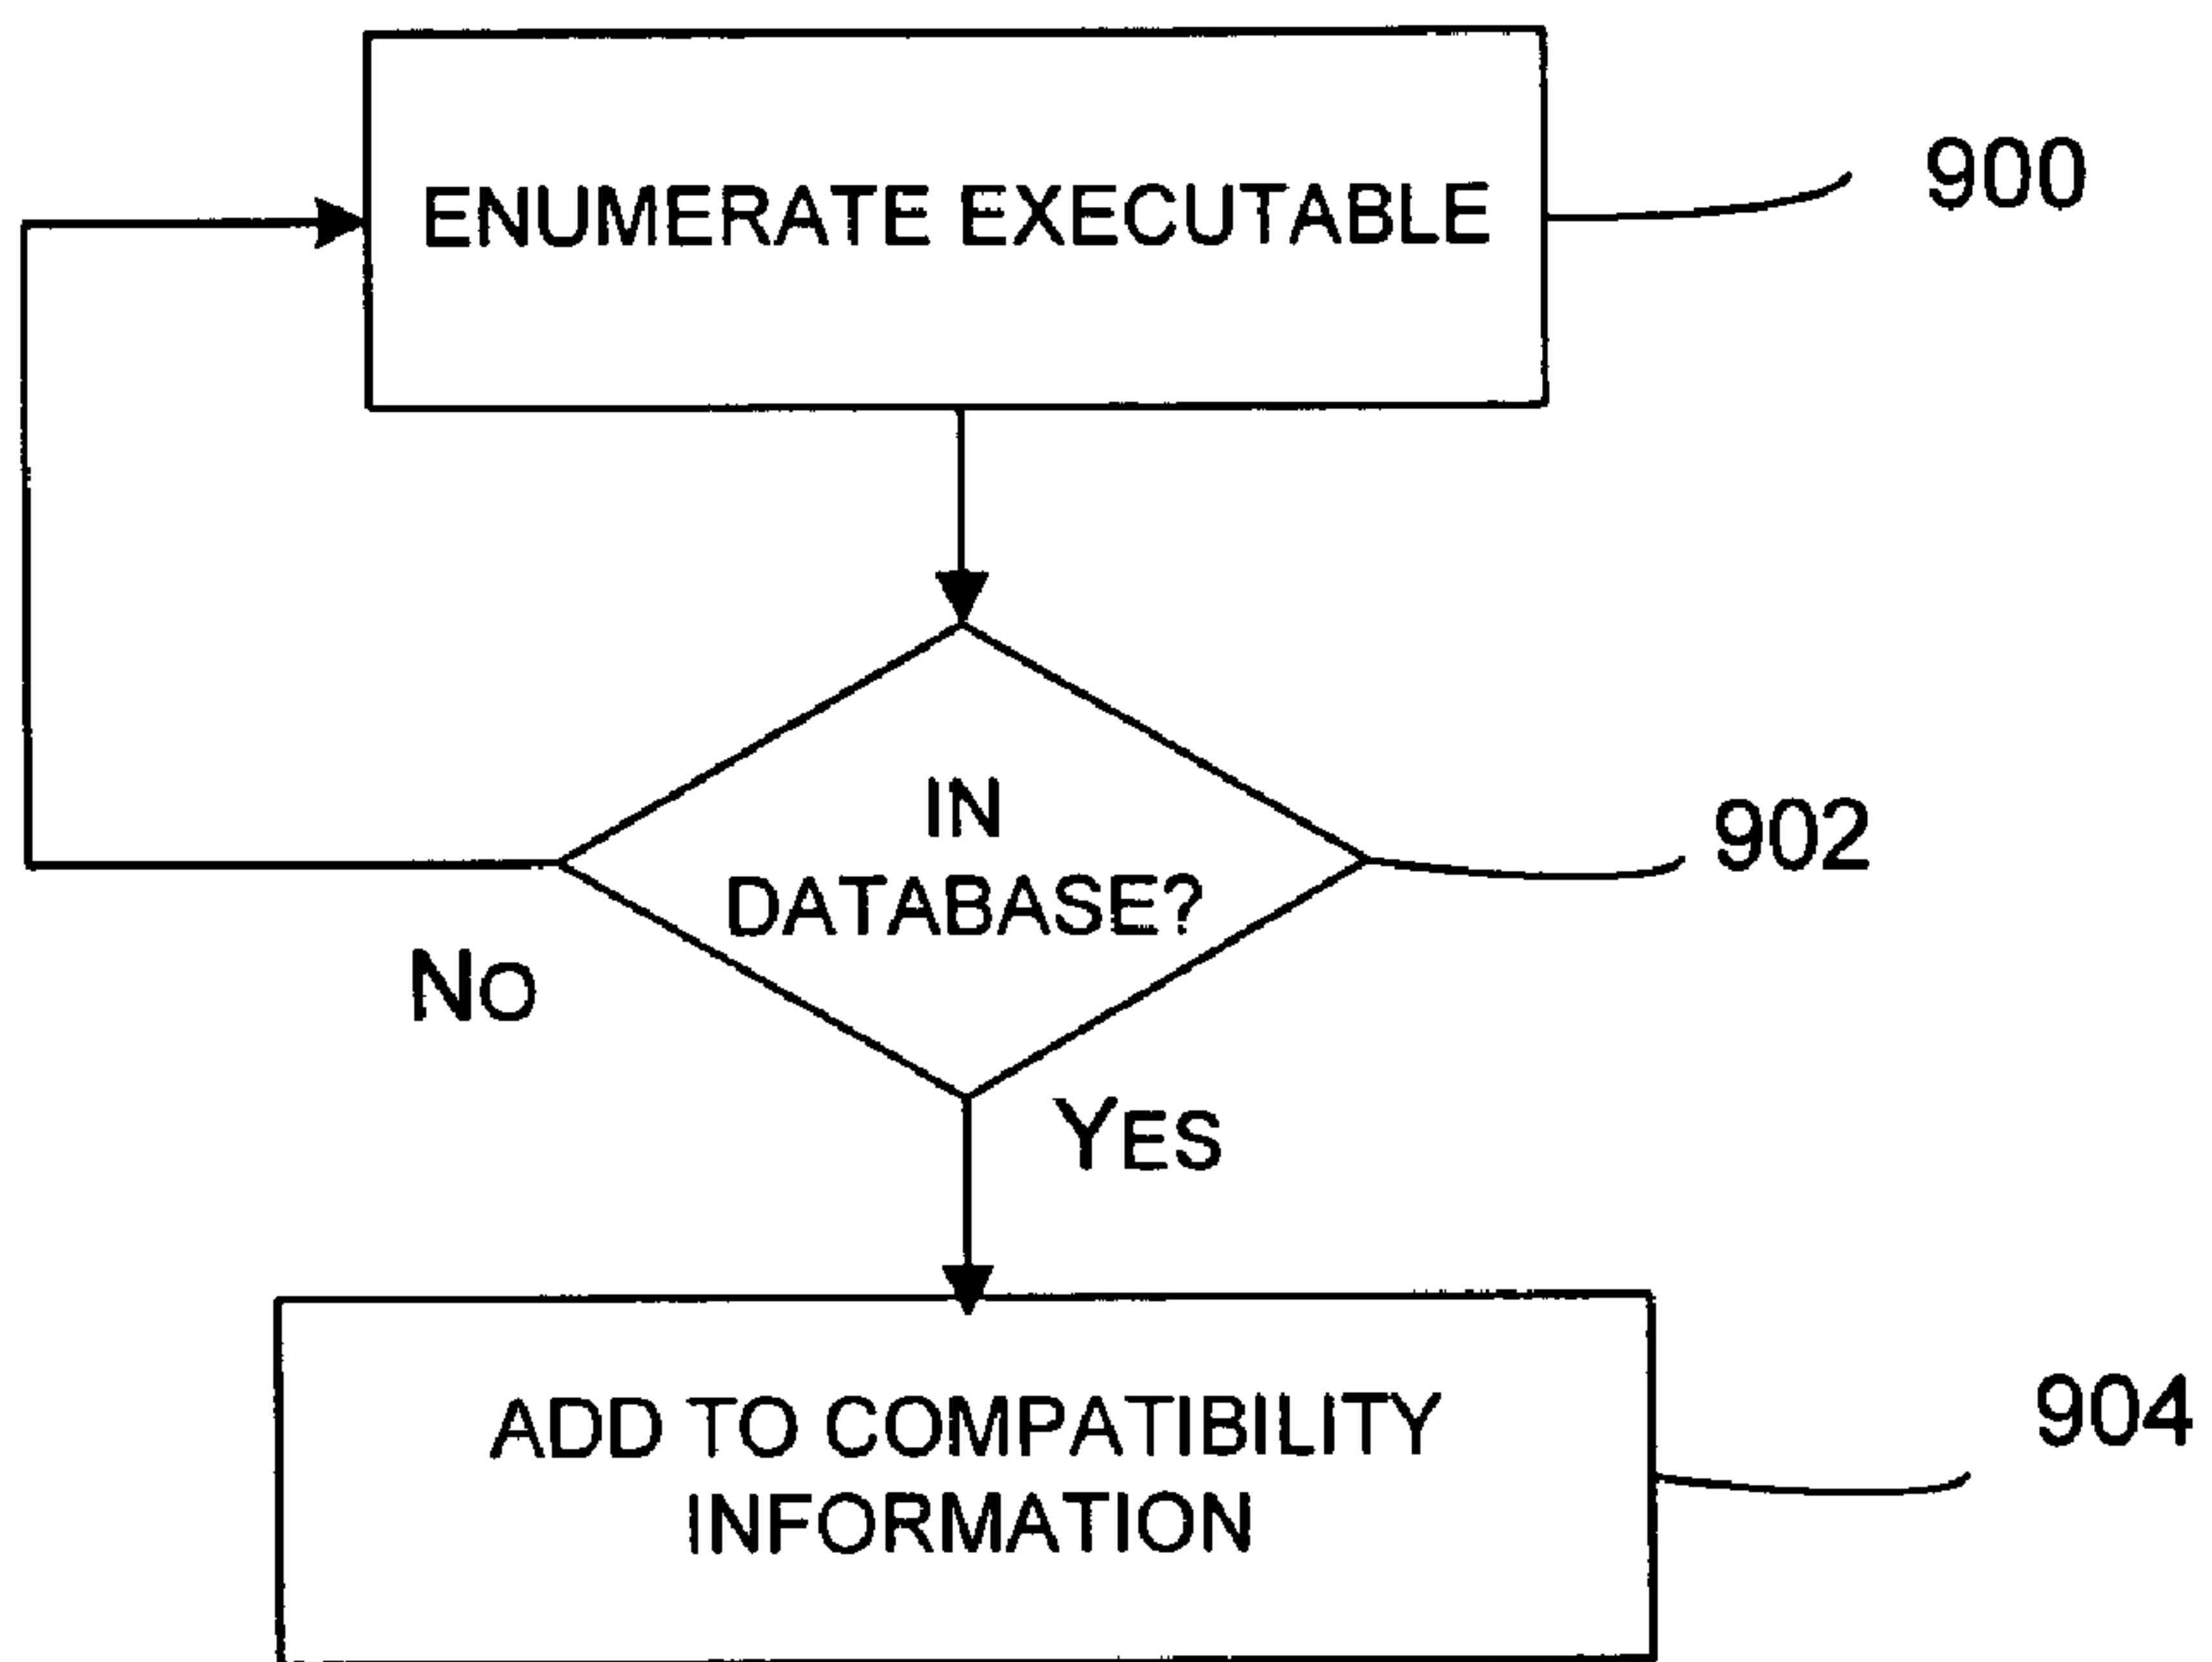 ENUMERATE EXECUTABLE
900
IN
DATABASE?
902
NO
YES
ADD TO COMPATIBILITY
INFORMATION
904